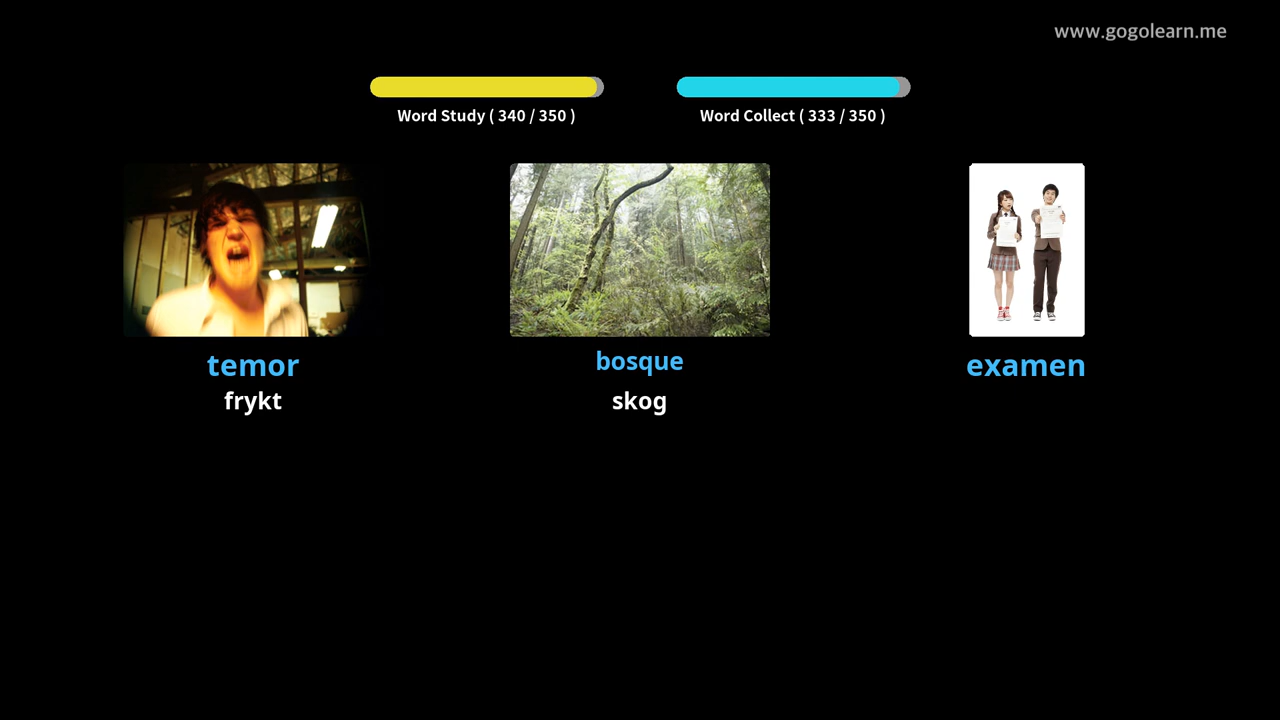 www.gogolearn.me
Word Study ( 340 / 350 )
Word Collect ( 333 / 350 )
temor
frykt
bosque
skog
examen